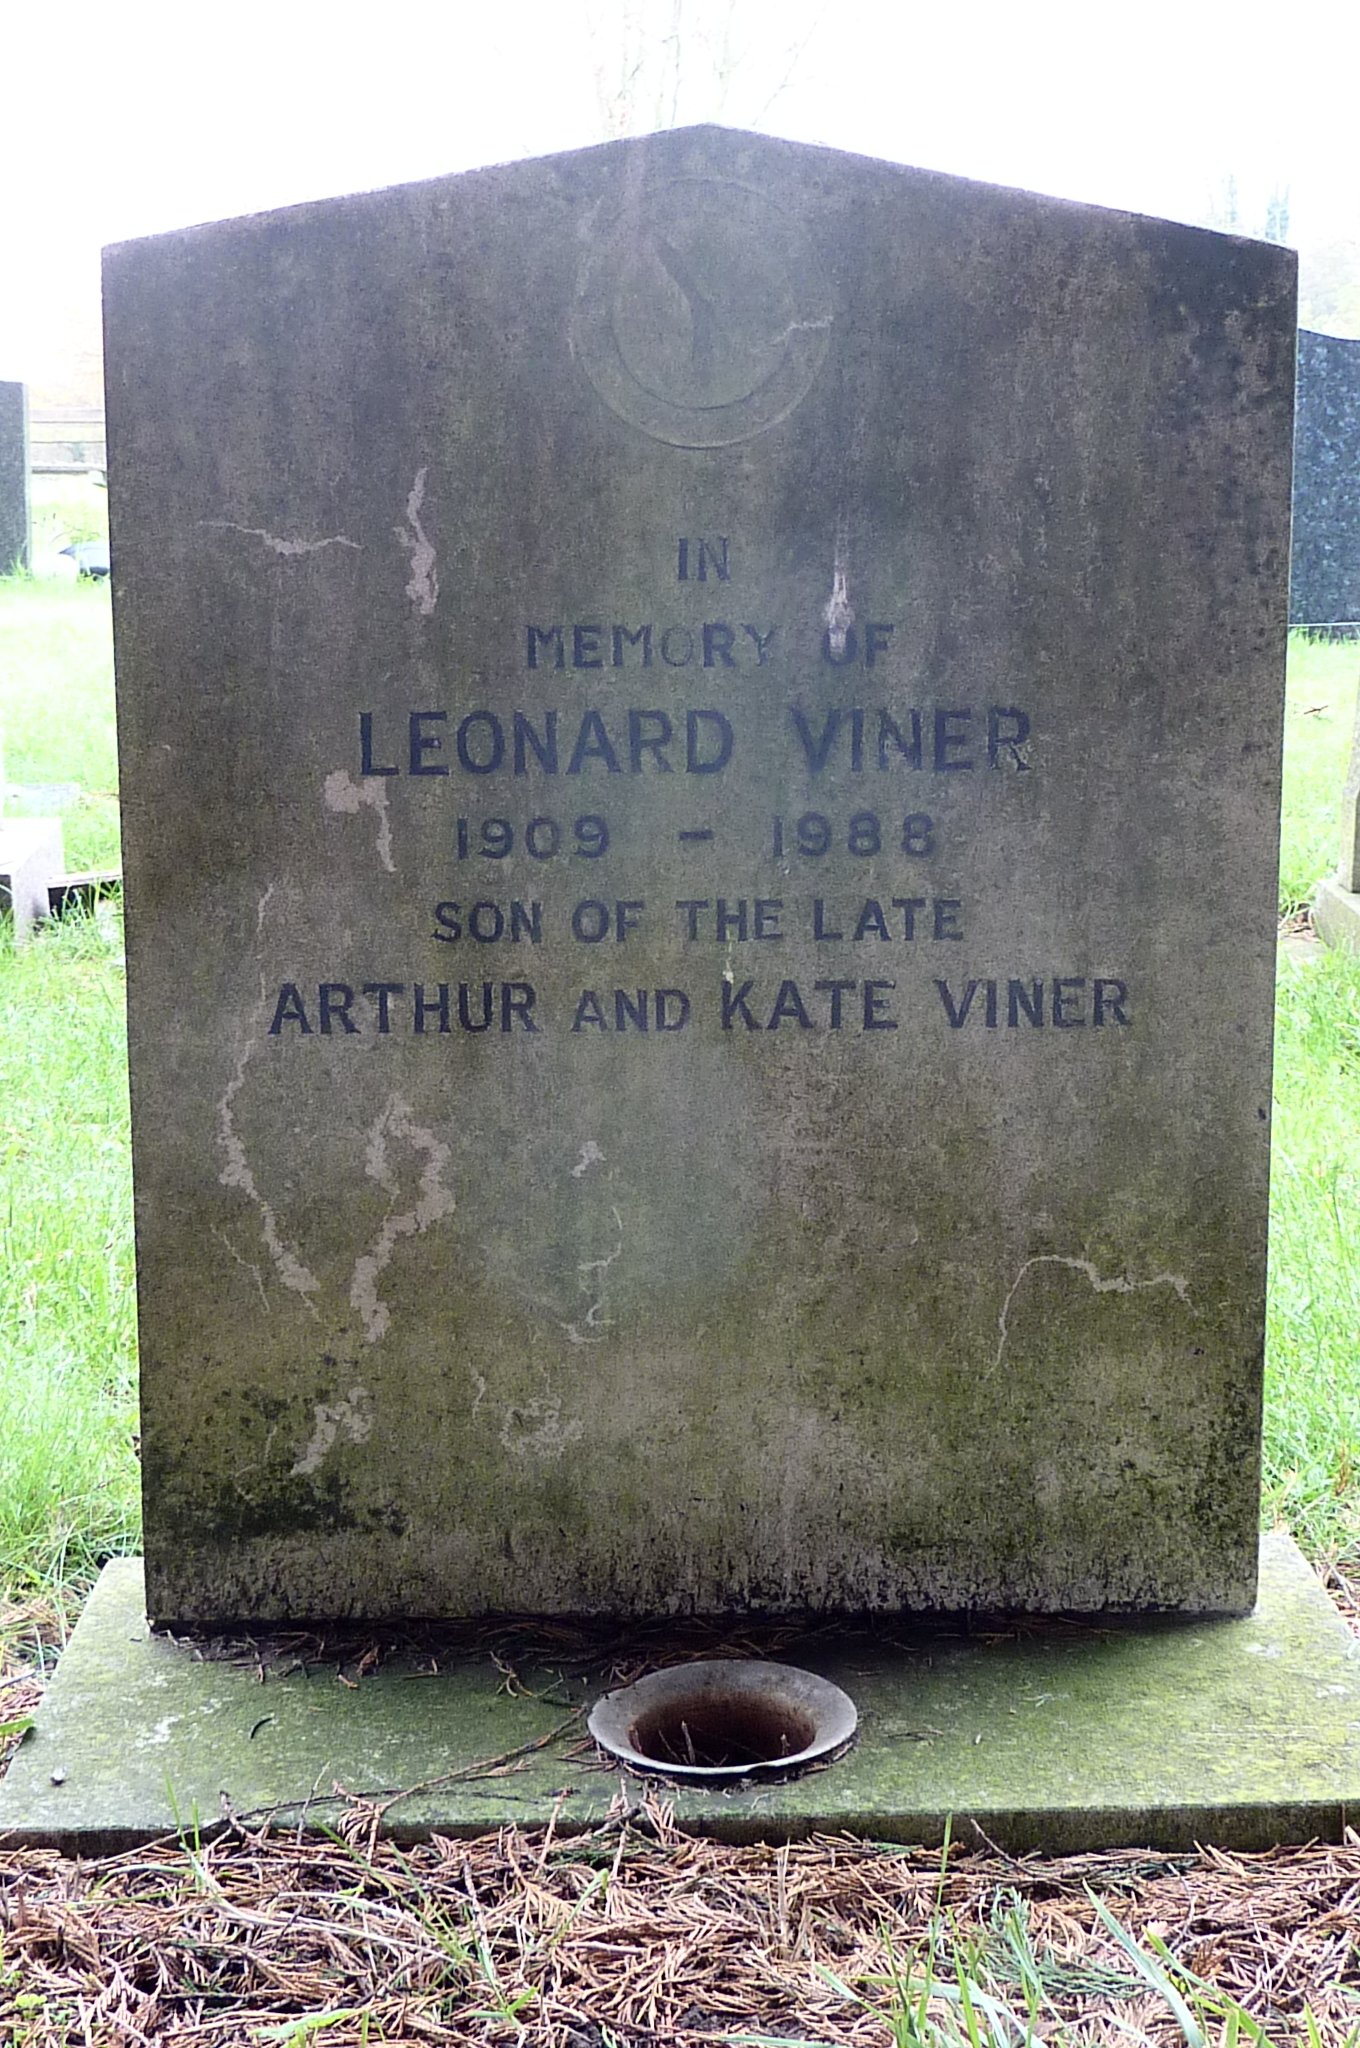 IN
MEMORY OF
LEONARD VINER
1909 - 1988
SON OF THE LATE
ARTHUR AND KATE VINER